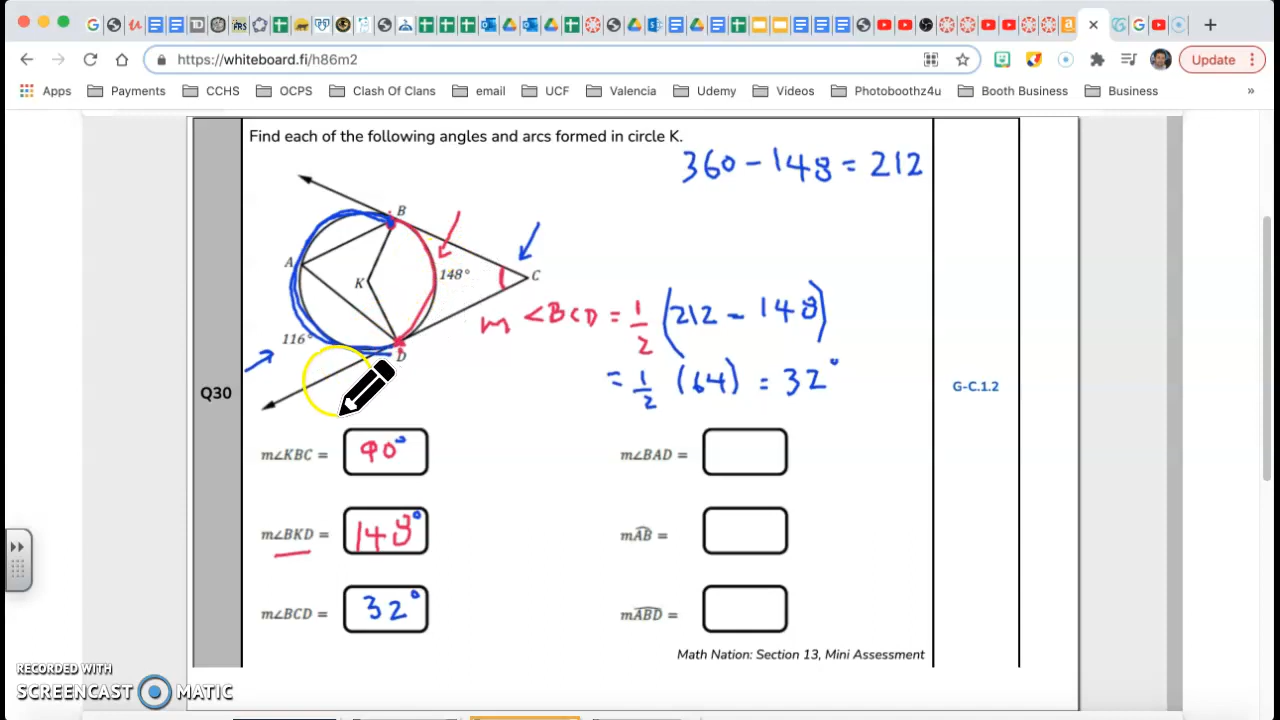 https://whiteboard.fi/h86m2
Update
Apps Payments CCHS OCPS Clash Of Clans email UCF Valencia Udemy Videos Photoboothz4u Booth Business Business »
Find each of the following angles and arcs formed in circle K.
360 - 148 = 212
B
A
K
148°
C
m <BCD = 1/2 (212 - 148)
116°
D
= 1/2 (64) = 32°
Q30
G-C.1.2
m∠KBC = 90°
m∠BAD =
m∠BKD = 148°
mAB =
m∠BCD = 32°
mABD =
Math Nation: Section 13, Mini Assessment
RECORDED WITH
SCREENCAST MATIC